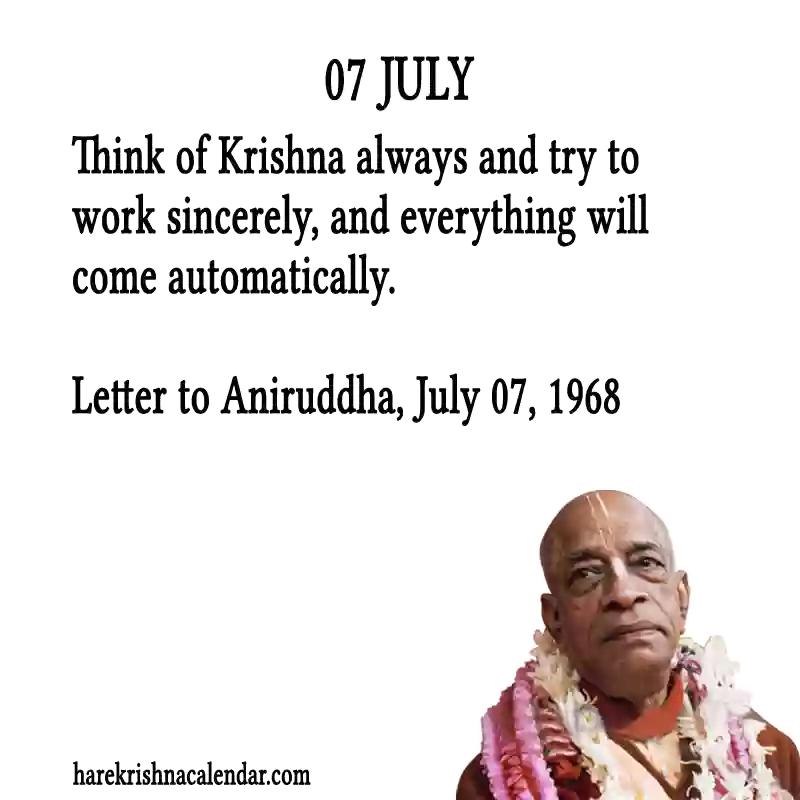 07 JULY
Think of Krishna always and try to
work sincerely, and everything will
come automatically.
Letter to Aniruddha, July 07, 1968
harekrishnacalendar.com